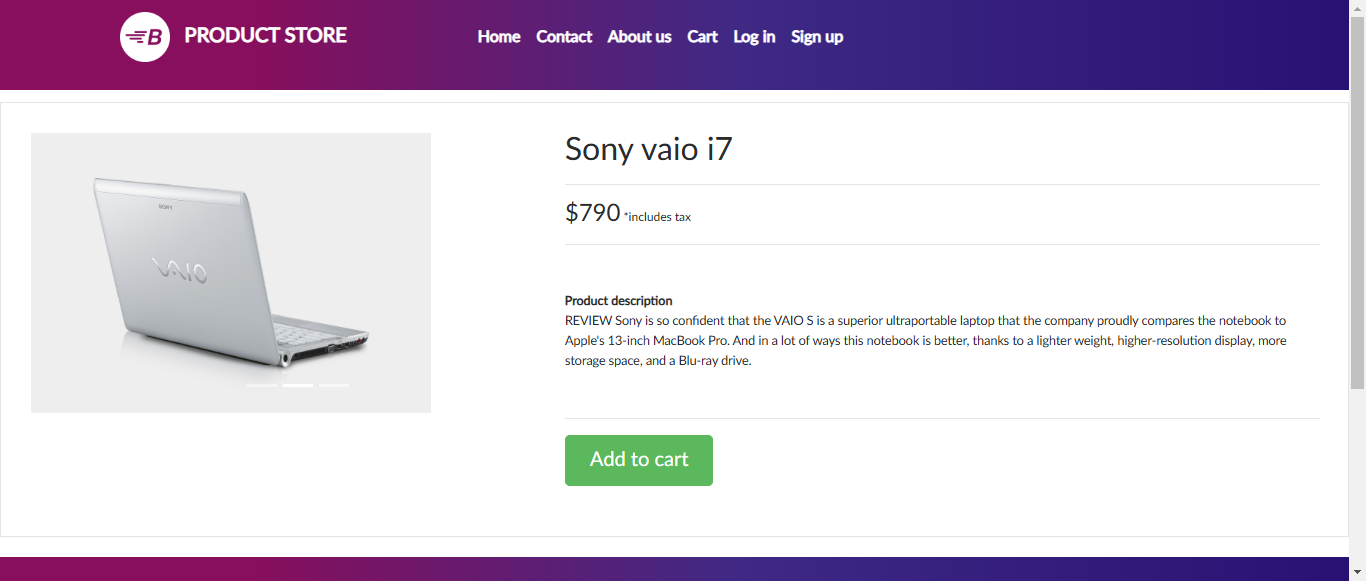 B PRODUCT STORE
Home Contact About us Cart Log in Sign up
SONY
VAIO
Sony vaio i7
$790 *includes tax
Product description
REVIEW Sony is so confident that the VAIO S is a superior ultraportable laptop that the company proudly compares the notebook to
Apple's 13-inch MacBook Pro. And in a lot of ways this notebook is better, thanks to a lighter weight, higher-resolution display, more
storage space, and a Blu-ray drive.
Add to cart